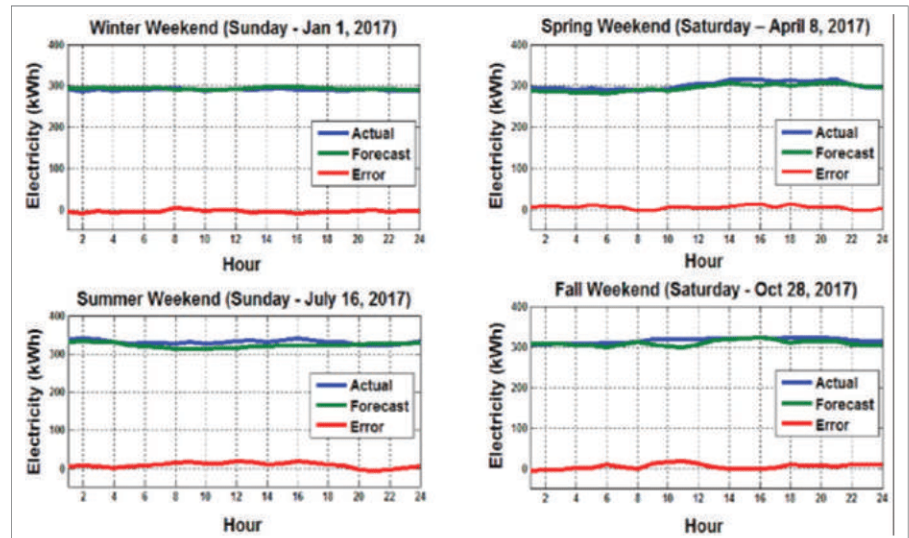 Winter Weekend (Sunday - Jan 1, 2017)
400
300
200
100
0
Electricity (kWh)
Actual
Forecast
Error
2 4 6 8 10 12 14 16 18 20 22 24
Hour
Spring Weekend (Saturday – April 8, 2017)
400
300
200
100
0
Electricity (kWh)
Actual
Forecast
Error
2 4 6 8 10 12 14 16 18 20 22 24
Hour
Summer Weekend (Sunday - July 16, 2017)
400
300
200
100
0
Electricity (kWh)
Actual
Forecast
Error
2 4 6 8 10 12 14 16 18 20 22 24
Hour
Fall Weekend (Saturday - Oct 28, 2017)
400
300
200
100
0
Electricity (kWh)
Actual
Forecast
Error
2 4 6 8 10 12 14 16 18 20 22 24
Hour